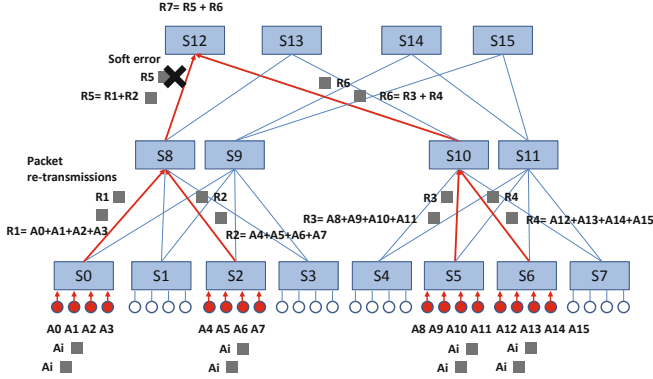 R7= R5 + R6
S12
S13
S14
S15
Soft error
R5
R6
R5= R1+R2
R6= R3 + R4
S8
S9
S10
S11
Packet
re-transmissions
R1
R2
R3
R4
R1= A0+A1+A2+A3
R2= A4+A5+A6+A7
R3= A8+A9+A10+A11
R4= A12+A13+A14+A15
S0
S1
S2
S3
S4
S5
S6
S7
A0 A1 A2 A3
A4 A5 A6 A7
A8 A9 A10 A11
A12 A13 A14 A15
Ai
Ai
Ai
Ai
Ai
Ai
Ai
Ai